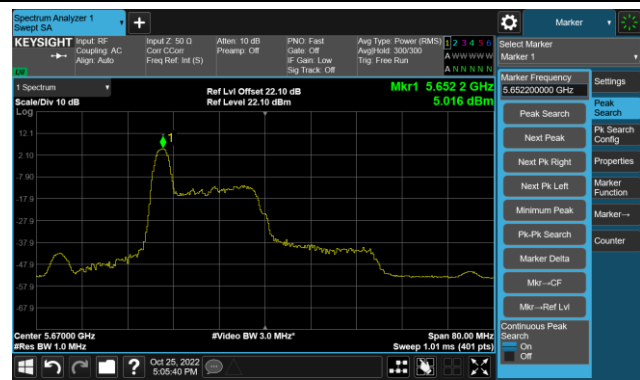 Spectrum Analyzer 1
Swept SA
Marker
KEYSIGHT
Input: RF
Coupling: AC
Align: Auto
Input Z: 50 Ω
Corr CCorr
Freq Ref: Int (S)
Atten: 10 dB
Preamp: Off
PNO: Fast
Gate: Off
IF Gain: Low
Sig Track: Off
Avg Type: Power (RMS)
Avg|Hold: 300/300
Trig: Free Run
1 2 3 4 5 6
A W W W W W
A N N N N N
LXI
Select Marker
Marker 1
1 Spectrum
Scale/Div 10 dB
Log
Ref Lvl Offset 22.10 dB
Ref Level 22.10 dBm
Mkr1 5.652 2 GHz
5.016 dBm
1
12.1
2.10
-7.90
-17.9
-27.9
-37.9
-47.9
-57.9
-67.9
Center 5.67000 GHz
#Res BW 1.0 MHz
#Video BW 3.0 MHz*
Span 80.00 MHz
Sweep 1.01 ms (401 pts)
Marker Frequency
5.652200000 GHz
Peak Search
Next Peak
Next Pk Right
Next Pk Left
Minimum Peak
Pk-Pk Search
Marker Delta
Mkr→CF
Mkr→Ref Lvl
Continuous Peak
Search
On
Off
Settings
Peak
Search
Pk Search
Config
Properties
Marker
Function
Marker→
Counter
?
Oct 25, 2022
5:05:40 PM